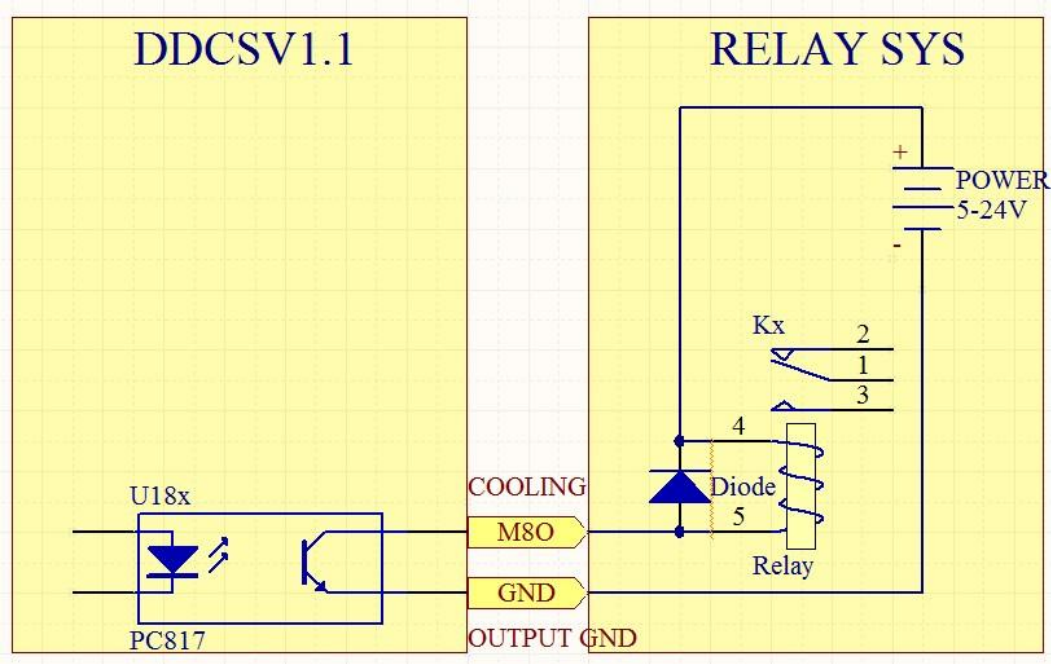 DDCSV1.1
RELAY SYS
+
POWER
5-24V
-
Kx
2
1
3
4
COOLING
Diode
U18x
5
M8O
Relay
GND
PC817
OUTPUT GND